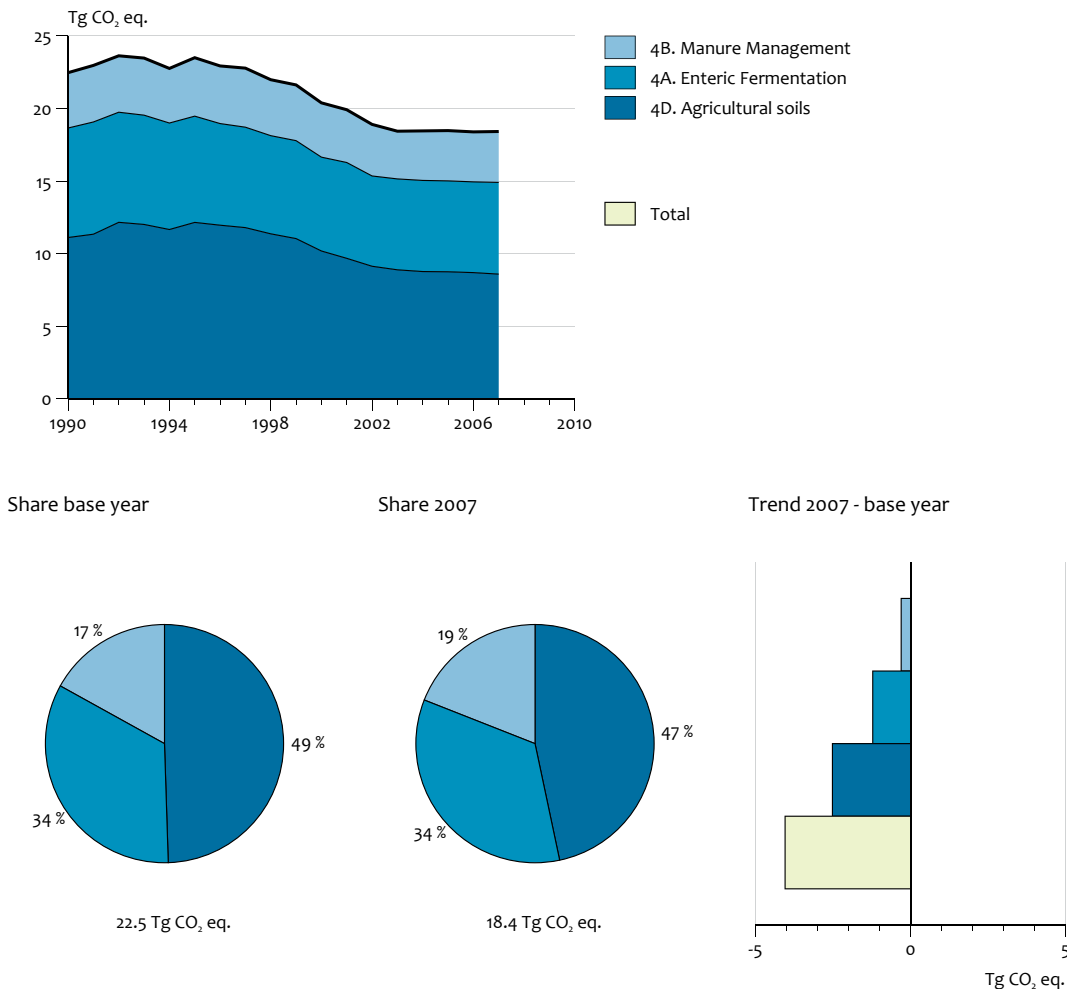 Tg CO₂ eq.
25
20
15
10
5
0
1990 1994 1998 2002 2006 2010
4B. Manure Management
4A. Enteric Fermentation
4D. Agricultural soils
Total
Share base year
17 %
49 %
34 %
22.5 Tg CO₂ eq.
Share 2007
19 %
47 %
34 %
18.4 Tg CO₂ eq.
Trend 2007 - base year
-5 0 5
Tg CO₂ eq.